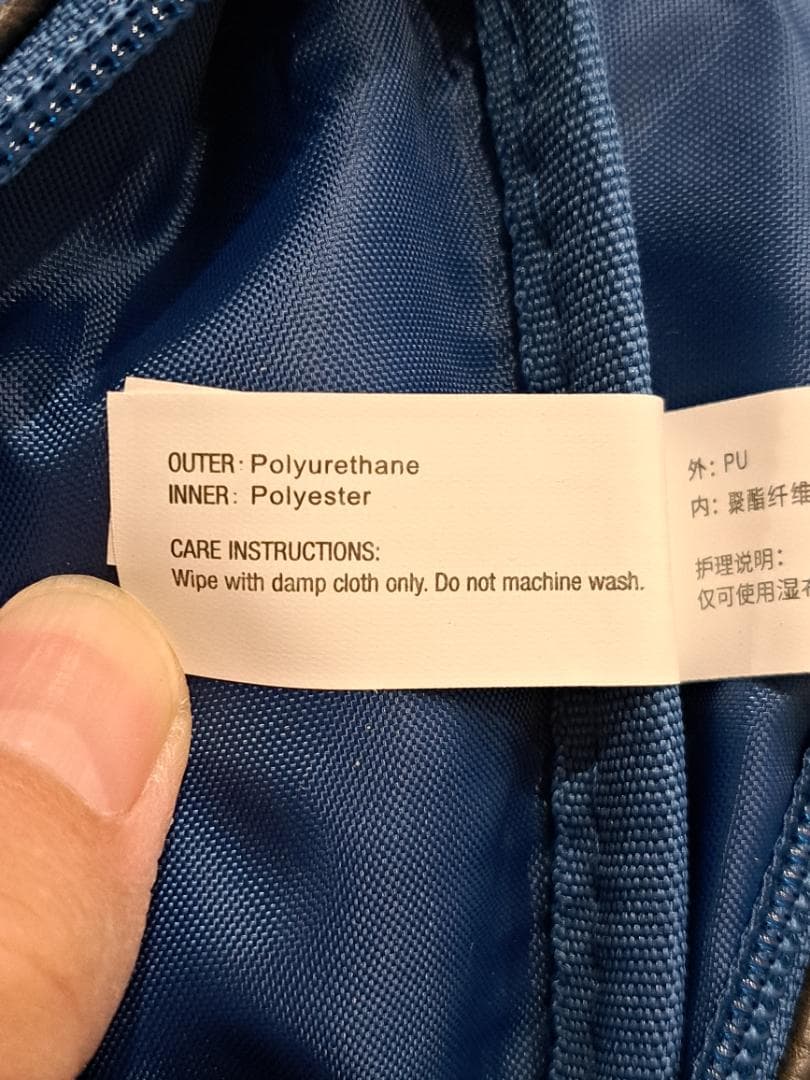 OUTER: Polyurethane
INNER: Polyester
CARE INSTRUCTIONS:
Wipe with damp cloth only. Do not machine wash.
外: PU
内: 聚酯纤维
护理说明:
仅可使用湿